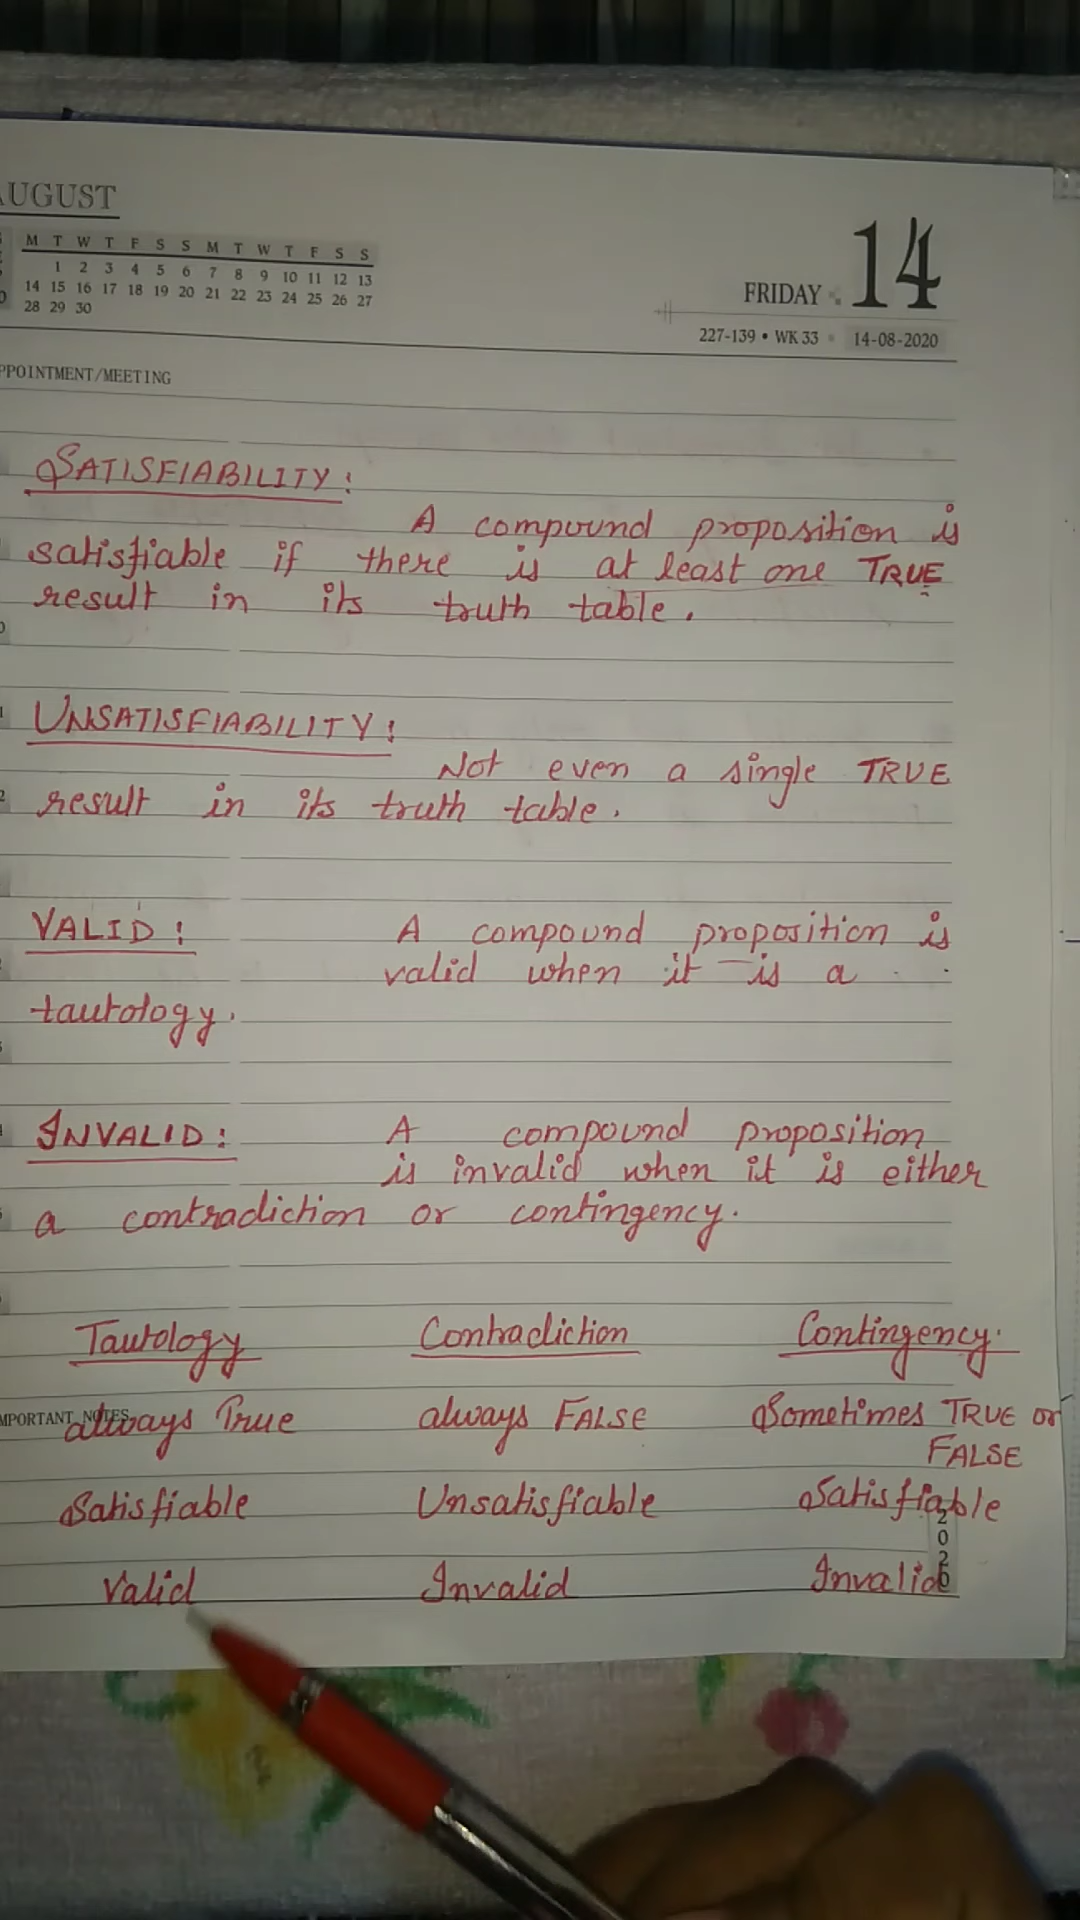 AUGUST
M T W T F S S M T W T F S S
1 2 3 4 5 6 7 8 9 10 11 12 13
14 15 16 17 18 19 20 21 22 23 24 25 26 27
28 29 30
FRIDAY 14
227-139 • WK 33 14-08-2020
PPOINTMENT/MEETING
SATISFIABILITY:
A compound proposition is
satisfiable if there is at least one TRUE
result in its truth table.
UNSATISFIABILITY:
Not even a single TRUE
result in its truth table.
VALID: A compound proposition is
valid when it is a
tautology.
INVALID: A compound proposition
is invalid when it is either
a contradiction or contingency.
Tautology Contradiction Contingency.
IMPORTANT NOTES
always True always FALSE Sometimes TRUE or
FALSE
Satisfiable Unsatisfiable Satisfiable
2020
Valid Invalid Invalid